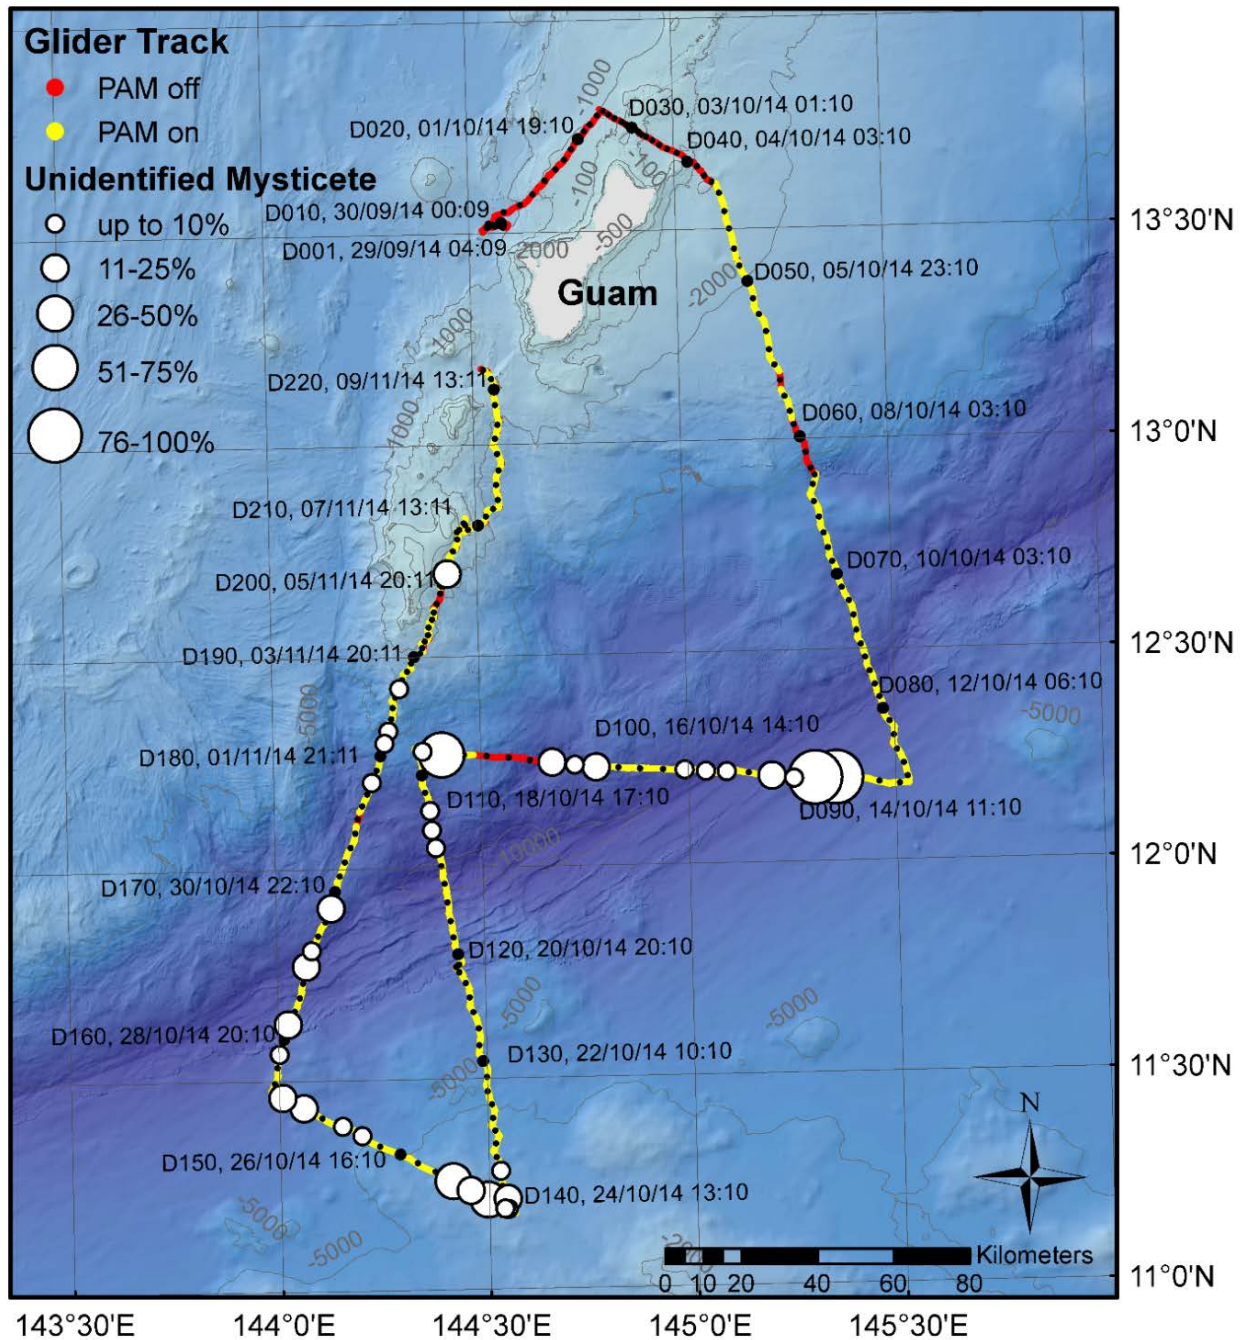 Glider Track
PAM off
PAM on
Unidentified Mysticete
up to 10%
11-25%
26-50%
51-75%
76-100%
-1000
D030, 03/10/14 01:10
D020, 01/10/14 19:10
D040, 04/10/14 03:10
-100
-100
D010, 30/09/14 00:09
-500
D001, 29/09/14 04:09
-2000
13°30'N
D050, 05/10/14 23:10
-2000
Guam
1000
D220, 09/11/14 13:11
1000
D060, 08/10/14 03:10
13°0'N
D210, 07/11/14 13:11
D070, 10/10/14 03:10
D200, 05/11/14 20:11
D190, 03/11/14 20:11
12°30'N
D080, 12/10/14 06:10
-5000
5000
D100, 16/10/14 14:10
D180, 01/11/14 21:11
D110, 18/10/14 17:10
D090, 14/10/14 11:10
-10000
12°0'N
D170, 30/10/14 22:10
D120, 20/10/14 20:10
-5000
-5000
D160, 28/10/14 20:10
D130, 22/10/14 10:10
11°30'N
-5000
N
D150, 26/10/14 16:10
D140, 24/10/14 13:10
-5000
-5000
Kilometers
0 10 20 40 60 80
11°0'N
143°30'E 144°0'E 144°30'E 145°0'E 145°30'E